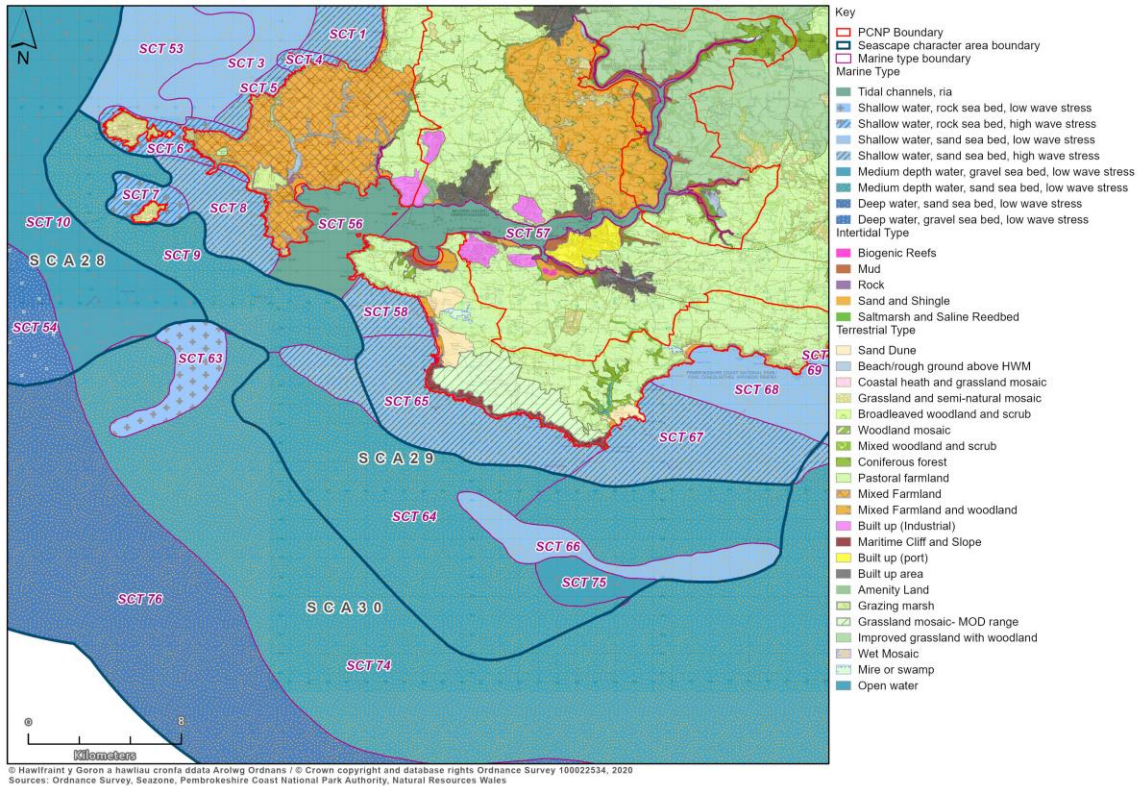 SCT 53
SCT 1
SCT 3
SCT 4
SCT 5
N
SCT 6
SCT 7
SCT 8
SCT 10
SCT 56
SCT 57
SCT 9
SCA28
SCT 54
SCT 58
SCT 63
SCT 69
SCT 68
SCT 65
SCT 67
SCA29
SCT 64
SCT 66
SCT 75
SCT 76
SCA30
SCT 74
0 8
Kilometers
Key
PCNP Boundary
Seascape character area boundary
Marine type boundary
Marine Type
Tidal channels, ria
Shallow water, rock sea bed, low wave stress
Shallow water, rock sea bed, high wave stress
Shallow water, sand sea bed, low wave stress
Shallow water, sand sea bed, high wave stress
Medium depth water, gravel sea bed, low wave stress
Medium depth water, sand sea bed, low wave stress
Deep water, sand sea bed, low wave stress
Deep water, gravel sea bed, low wave stress
Intertidal Type
Biogenic Reefs
Mud
Rock
Sand and Shingle
Saltmarsh and Saline Reedbed
Terrestrial Type
Sand Dune
Beach/rough ground above HWM
Coastal heath and grassland mosaic
Grassland and semi-natural mosaic
Broadleaved woodland and scrub
Woodland mosaic
Mixed woodland and scrub
Coniferous forest
Pastoral farmland
Mixed Farmland
Mixed Farmland and woodland
Built up (Industrial)
Maritime Cliff and Slope
Built up (port)
Built up area
Amenity Land
Grazing marsh
Grassland mosaic- MOD range
Improved grassland with woodland
Wet Mosaic
Mire or swamp
Open water
© Hawlfraint y Goron a hawliau cronfa ddata Arolwg Ordnans / © Crown copyright and database rights Ordnance Survey 100022534, 2020
Sources: Ordnance Survey, Seazone, Pembrokeshire Coast National Park Authority, Natural Resources Wales